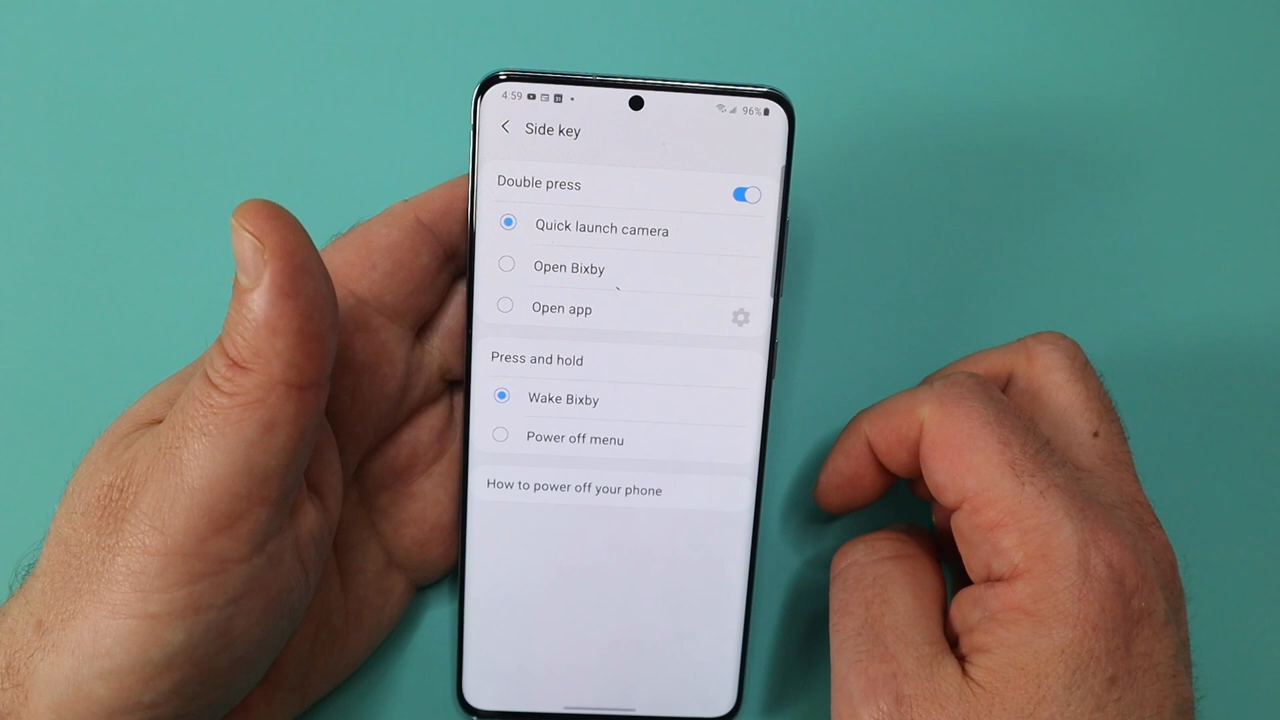 4:59
96%
Side key
Double press
Quick launch camera
Open Bixby
Open app
Press and hold
Wake Bixby
Power off menu
How to power off your phone